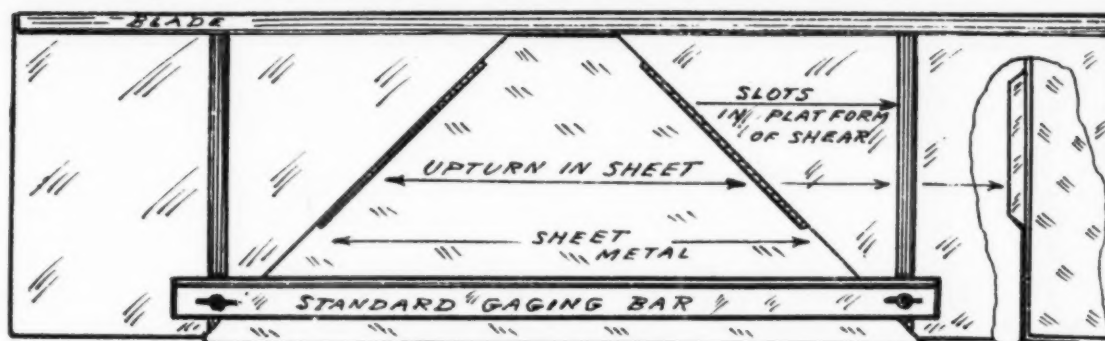 BLADE
SLOTS
IN PLATFORM
OF SHEAR
UPTURN IN SHEET
SHEET
METAL
STANDARD GAGING BAR